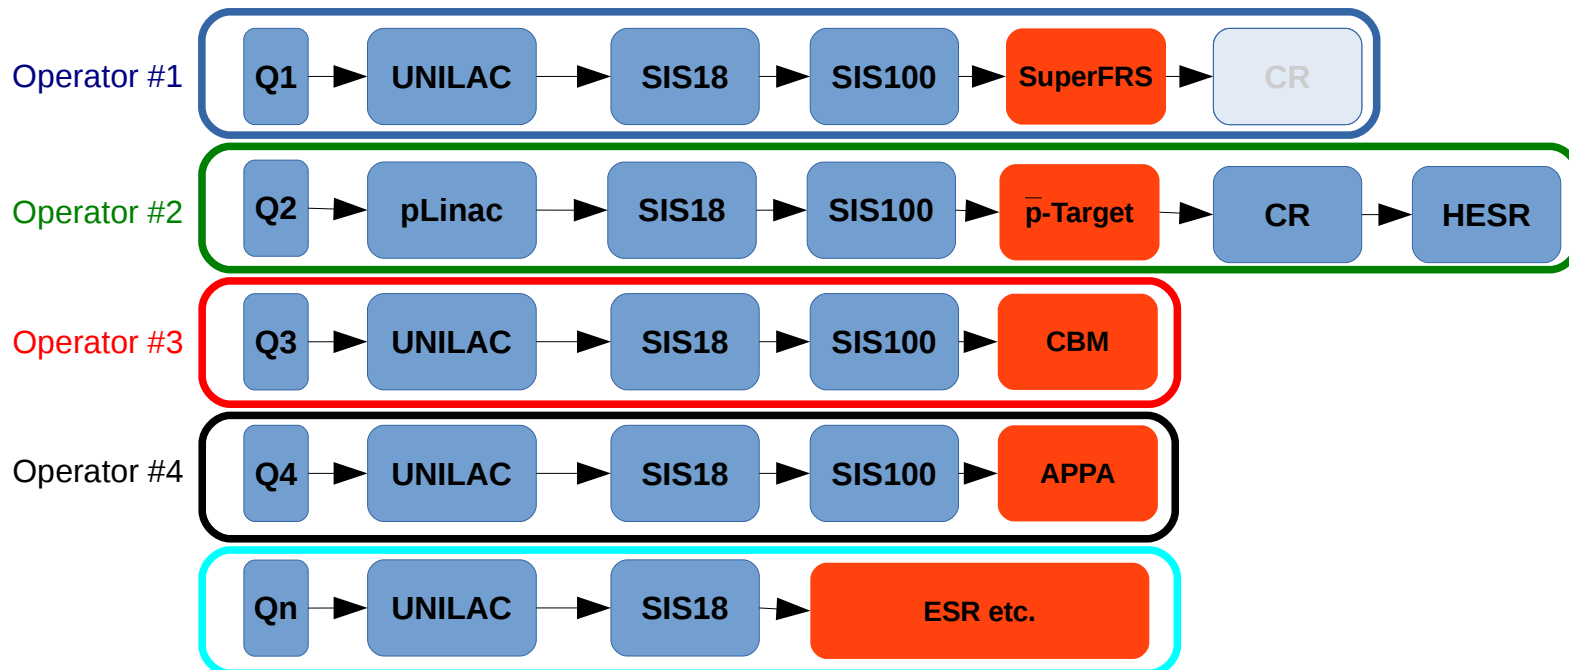 Operator #1 Q1 UNILAC SIS18 SIS100 SuperFRS CR
Operator #2 Q2 pLinac SIS18 SIS100 p̅-Target CR HESR
Operator #3 Q3 UNILAC SIS18 SIS100 CBM
Operator #4 Q4 UNILAC SIS18 SIS100 APPA
Qn UNILAC SIS18 ESR etc.